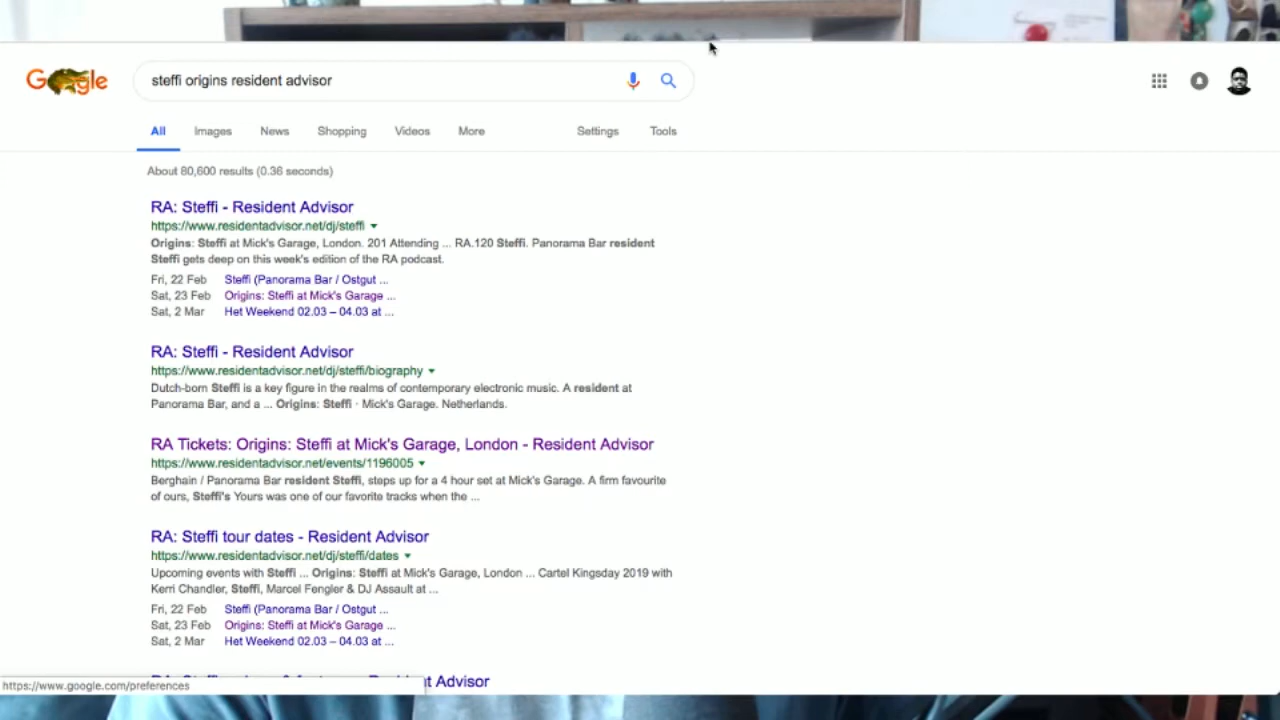 Google
steffi origins resident advisor
All Images News Shopping Videos More Settings Tools
About 80,600 results (0.36 seconds)
RA: Steffi - Resident Advisor
https://www.residentadvisor.net/dj/steffi
Origins: Steffi at Mick's Garage, London. 201 Attending ... RA.120 Steffi. Panorama Bar resident
Steffi gets deep on this week's edition of the RA podcast.
Fri, 22 Feb Steffi (Panorama Bar / Ostgut ...
Sat, 23 Feb Origins: Steffi at Mick's Garage ...
Sat, 2 Mar Het Weekend 02.03 – 04.03 at ...
RA: Steffi - Resident Advisor
https://www.residentadvisor.net/dj/steffi/biography
Dutch-born Steffi is a key figure in the realms of contemporary electronic music. A resident at
Panorama Bar, and a ... Origins: Steffi · Mick's Garage. Netherlands.
RA Tickets: Origins: Steffi at Mick's Garage, London - Resident Advisor
https://www.residentadvisor.net/events/1196005
Berghain / Panorama Bar resident Steffi, steps up for a 4 hour set at Mick's Garage. A firm favourite
of ours, Steffi's Yours was one of our favorite tracks when the ...
RA: Steffi tour dates - Resident Advisor
https://www.residentadvisor.net/dj/steffi/dates
Upcoming events with Steffi ... Origins: Steffi at Mick's Garage, London ... Cartel Kingsday 2019 with
Kerri Chandler, Steffi, Marcel Fengler & DJ Assault at ...
Fri, 22 Feb Steffi (Panorama Bar / Ostgut ...
Sat, 23 Feb Origins: Steffi at Mick's Garage ...
Sat, 2 Mar Het Weekend 02.03 – 04.03 at ...
Advisor
https://www.google.com/preferences